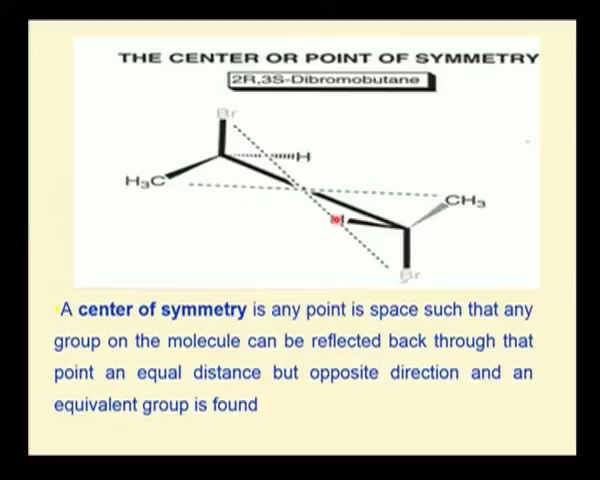 THE CENTER OR POINT OF SYMMETRY
2R,3S-Dibromobutane
Br
H
H₃C
CH₃
Br
A center of symmetry is any point is space such that any
group on the molecule can be reflected back through that
point an equal distance but opposite direction and an
equivalent group is found